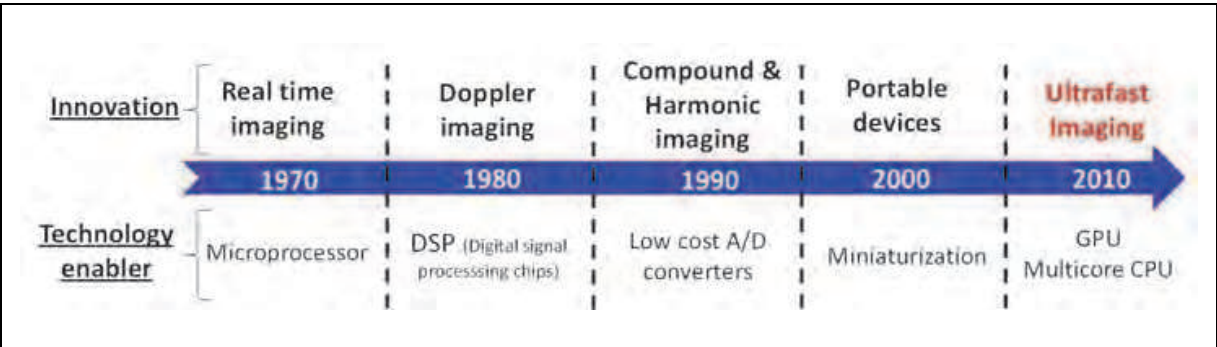 Innovation
Real time
imaging
Doppler
imaging
Compound &
Harmonic
imaging
Portable
devices
Ultrafast
Imaging
1970
1980
1990
2000
2010
Technology
enabler
Microprocessor
DSP (Digital signal
processsing chips)
Low cost A/D
converters
Miniaturization
GPU
Multicore CPU